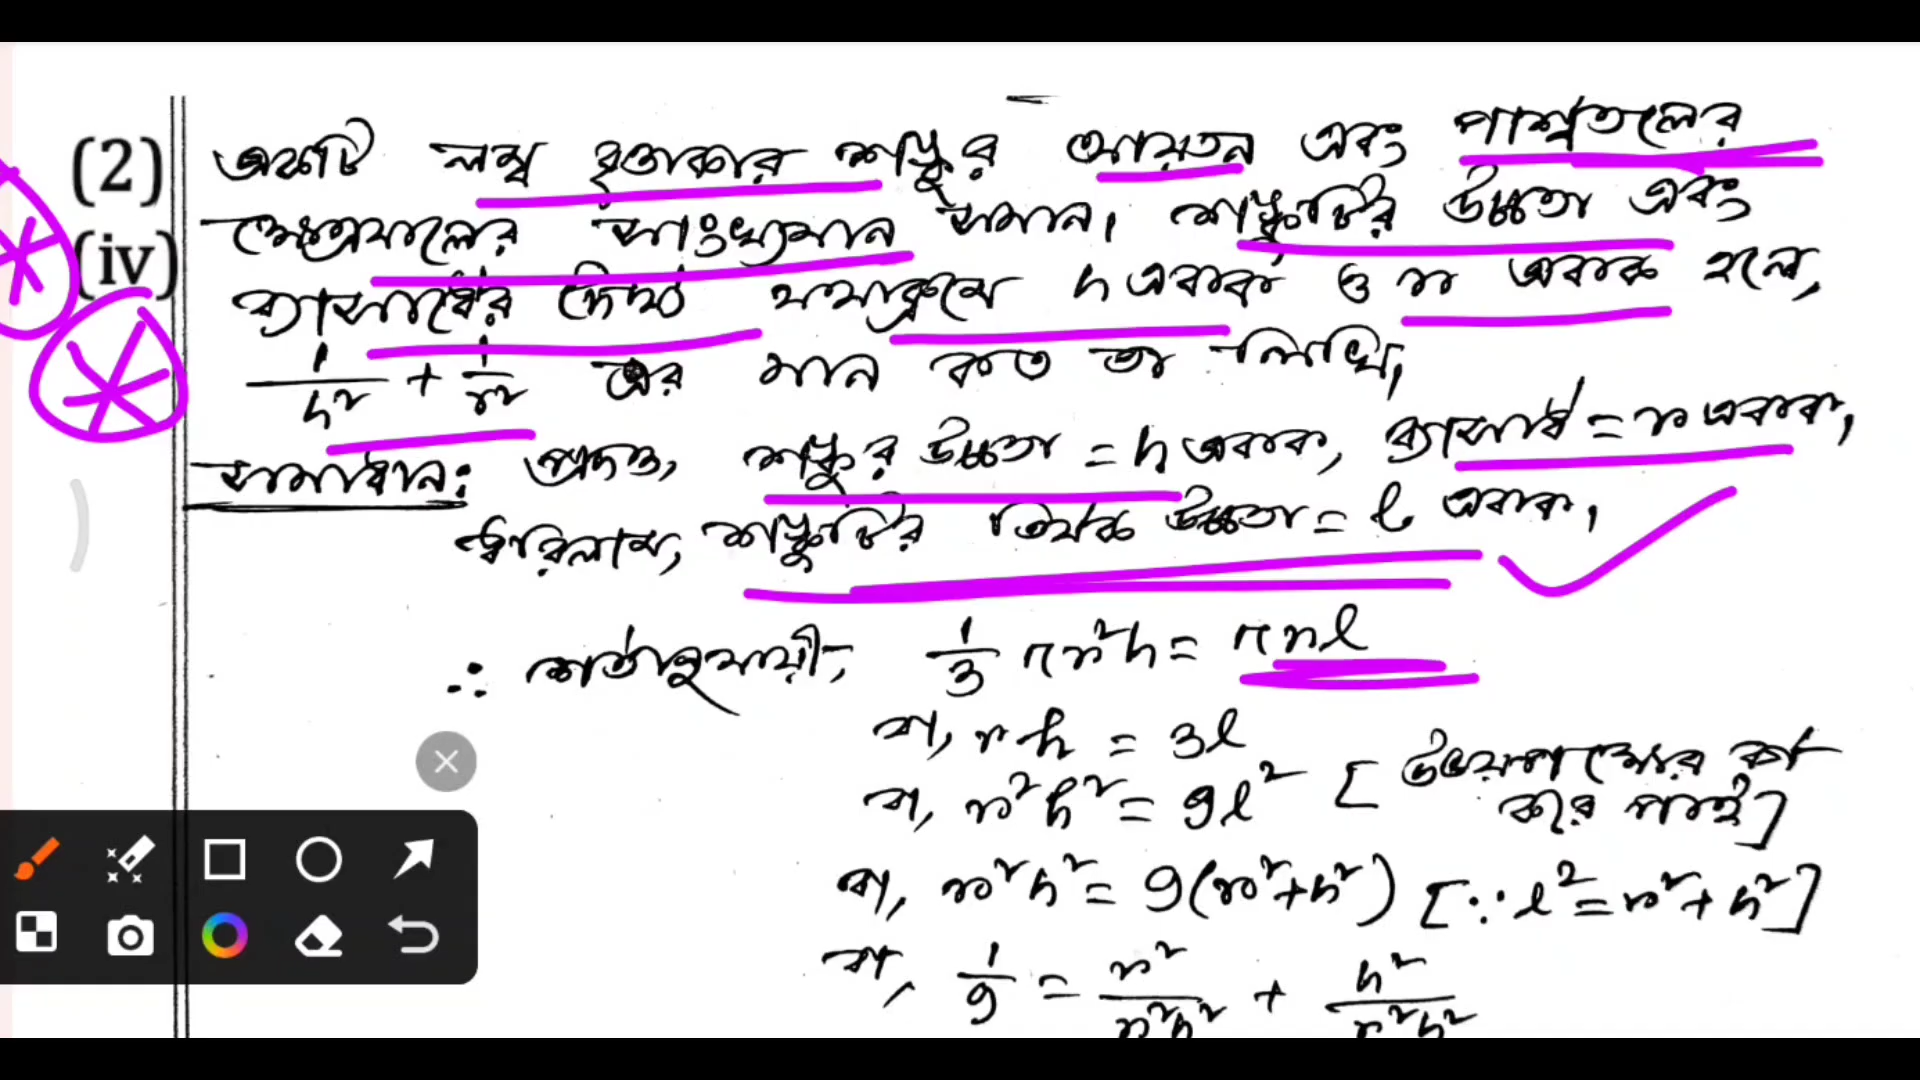 (2) একটি লম্ব বৃত্তাকার শঙ্কুর আয়তন এবং পার্শ্বতলের
(iv) ক্ষেত্রফলের সাংখ্যমান সমান। শঙ্কুটির উচ্চতা এবং
ব্যাসার্ধের দৈর্ঘ্য যথাক্রমে h একক ও r একক হলে,
1/h² + 1/r² এর মান কত তা লিখি।
সমাধান: প্রদত্ত, শঙ্কুর উচ্চতা = h একক, ব্যাসার্ধ = r একক,
ধরিলাম, শঙ্কুটির তির্যক উচ্চতা = l একক,
∴ শর্তানুযায়ী, 1/3 πr²h = πrl
বা, rh = 3l
বা, r²h² = 9l² [উভয়পক্ষের বর্গ
করে পাই]
বা, r²h² = 9(r²+h²) [∵ l² = r²+h²]
বা, 1/9 = r²/r²h² + h²/r²h²